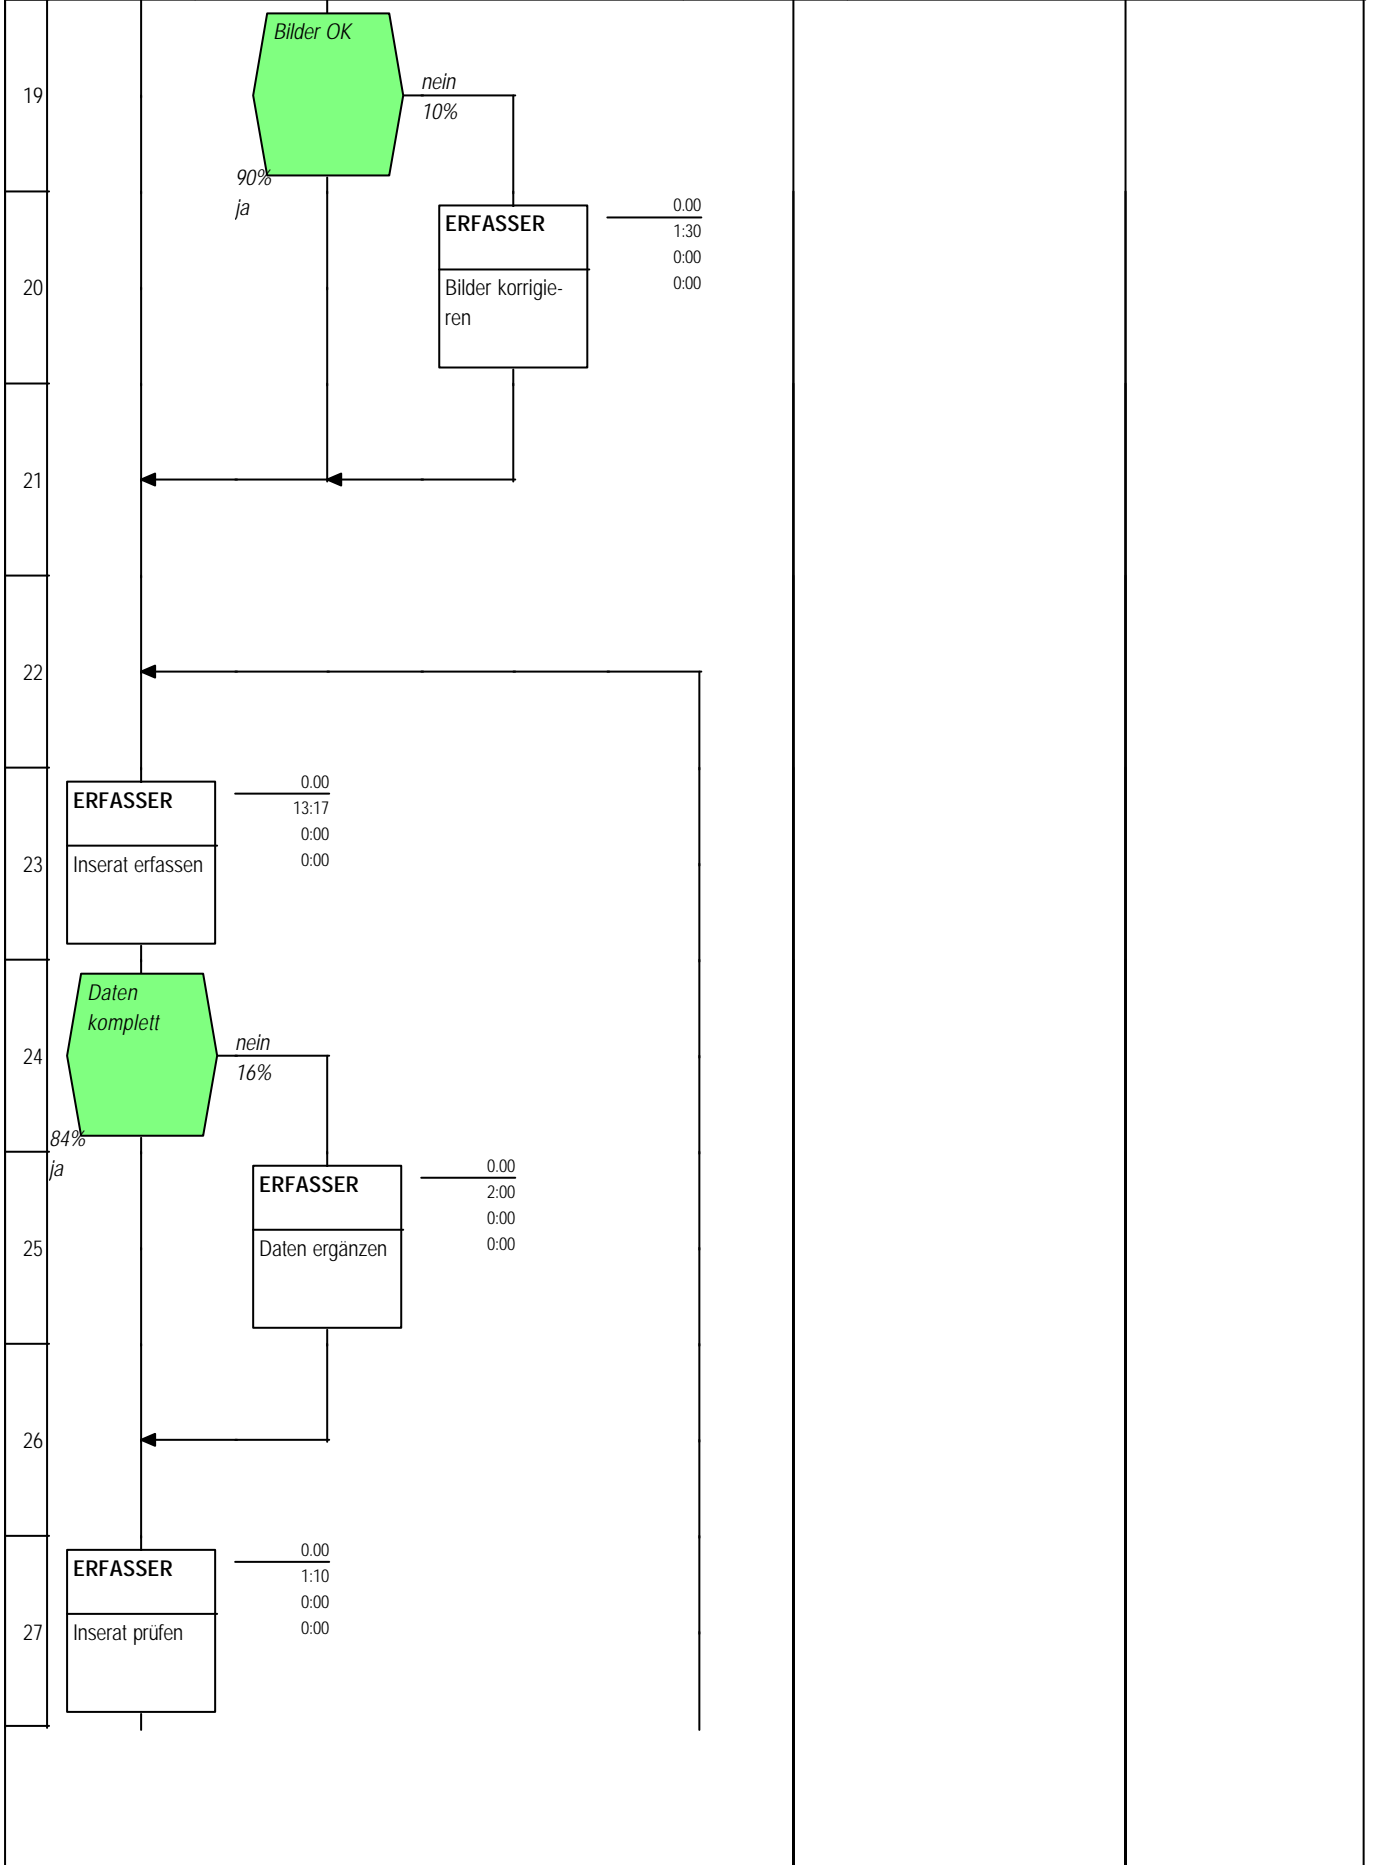 Bilder OK
19
nein
10%
90%
ja
ERFASSER
0.00
1:30
0:00
0:00
20
Bilder korrigie-
ren
21
22
ERFASSER
0.00
13:17
0:00
0:00
23
Inserat erfassen
Daten
komplett
24
nein
16%
84%
ja
ERFASSER
0.00
2:00
0:00
0:00
25
Daten ergänzen
26
ERFASSER
0.00
1:10
0:00
0:00
27
Inserat prüfen